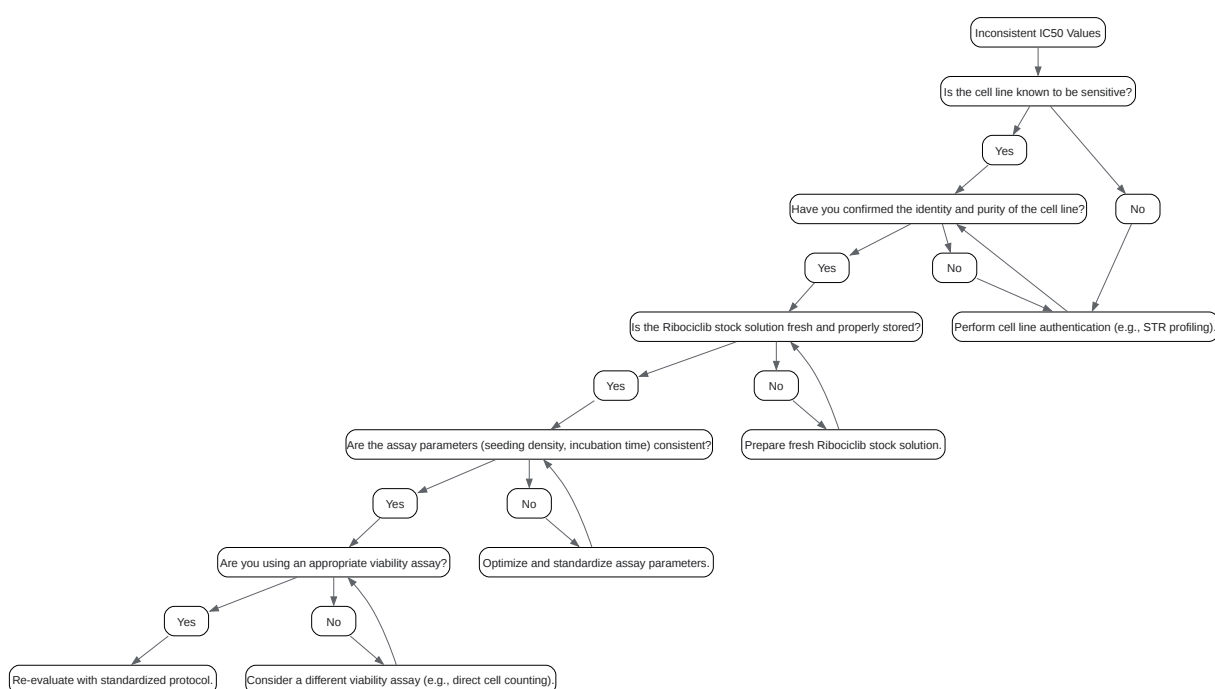 Inconsistent IC50 Values
Is the cell line known to be sensitive?
Yes
Have you confirmed the identity and purity of the cell line?
No
Yes
No
Is the Ribociclib stock solution fresh and properly stored?
Perform cell line authentication (e.g., STR profiling).
Yes
No
Are the assay parameters (seeding density, incubation time) consistent?
Prepare fresh Ribociclib stock solution.
Yes
No
Are you using an appropriate viability assay?
Optimize and standardize assay parameters.
Yes
No
Re-evaluate with standardized protocol.
Consider a different viability assay (e.g., direct cell counting).